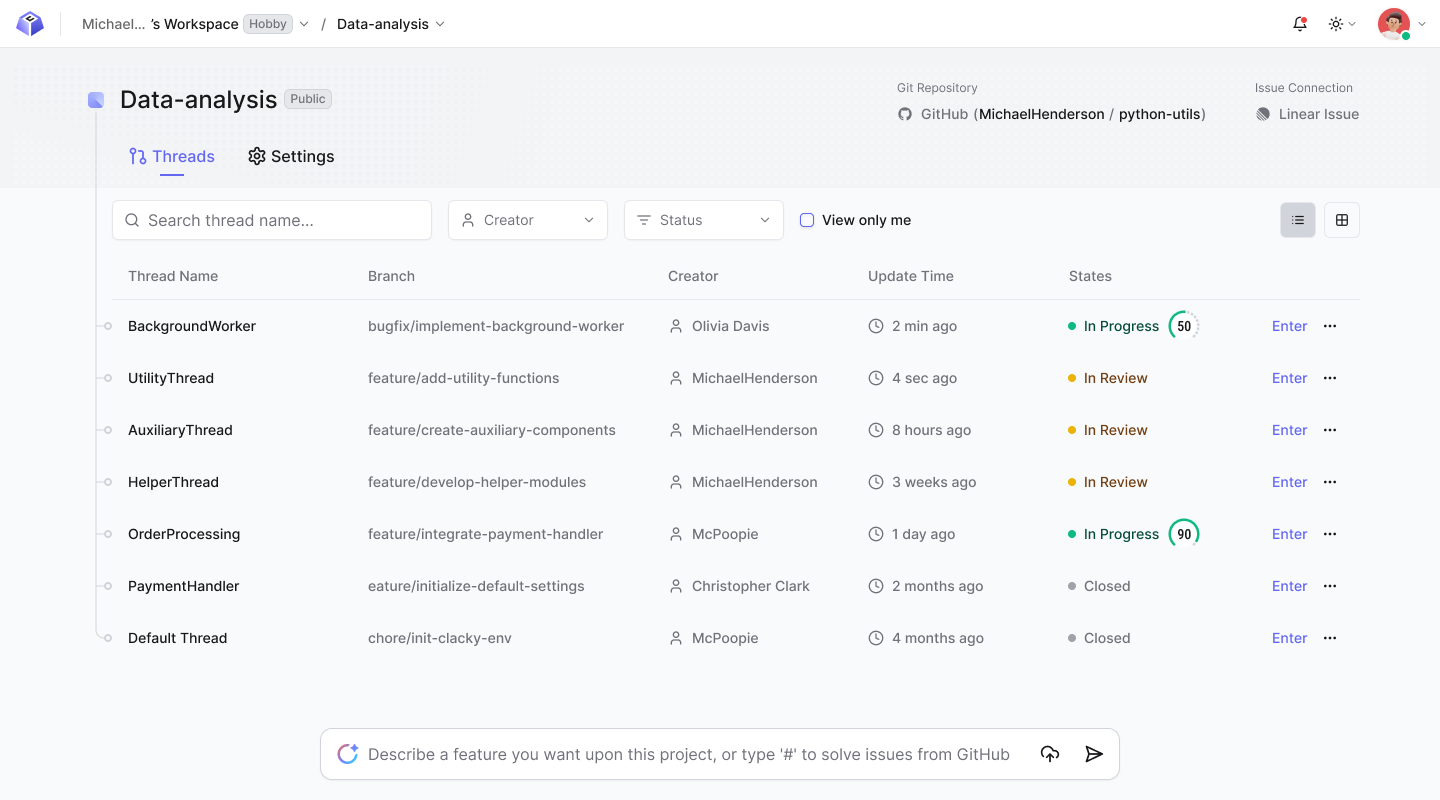 Michael... 's Workspace Hobby / Data-analysis
Data-analysis Public
Git Repository
GitHub (MichaelHenderson / python-utils)
Issue Connection
Linear Issue
Threads Settings
Search thread name... Creator Status View only me
Thread Name Branch Creator Update Time States
BackgroundWorker bugfix/implement-background-worker Olivia Davis 2 min ago In Progress 50 Enter
UtilityThread feature/add-utility-functions MichaelHenderson 4 sec ago In Review Enter
AuxiliaryThread feature/create-auxiliary-components MichaelHenderson 8 hours ago In Review Enter
HelperThread feature/develop-helper-modules MichaelHenderson 3 weeks ago In Review Enter
OrderProcessing feature/integrate-payment-handler McPoopie 1 day ago In Progress 90 Enter
PaymentHandler eature/initialize-default-settings Christopher Clark 2 months ago Closed Enter
Default Thread chore/init-clacky-env McPoopie 4 months ago Closed Enter
Describe a feature you want upon this project, or type '#' to solve issues from GitHub